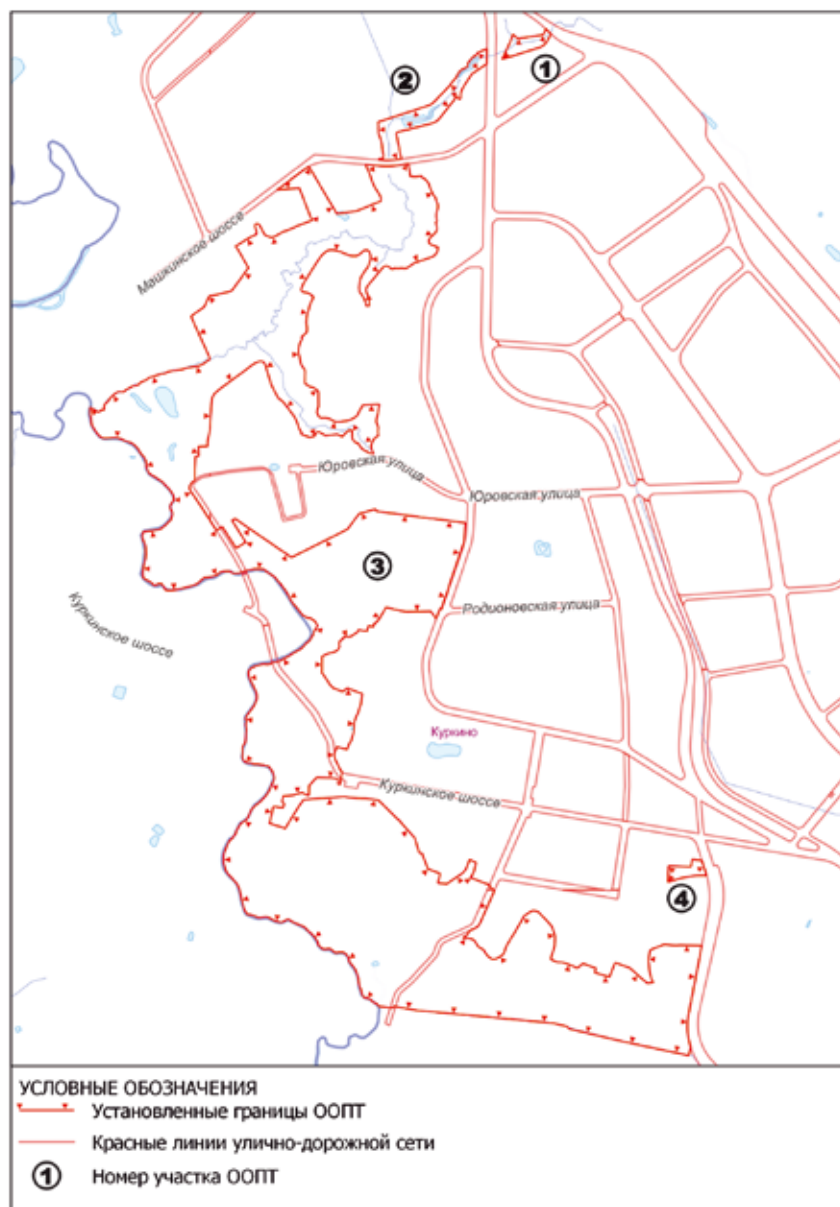 ②
①
Машкинское шоссе
Юровская улица
Юровская улица
③
Куркинское шоссе
Родионовская улица
Куркино
Куркинское шоссе
④
УСЛОВНЫЕ ОБОЗНАЧЕНИЯ
Установленные границы ООПТ
Красные линии улично-дорожной сети
① Номер участка ООПТ